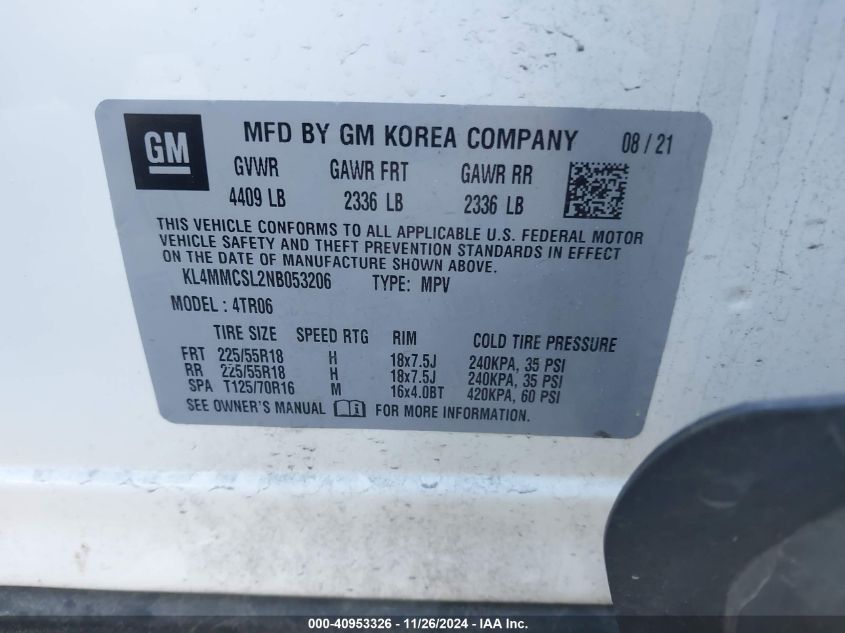 GM
MFD BY GM KOREA COMPANY 08 / 21
GVWR GAWR FRT GAWR RR
4409 LB 2336 LB 2336 LB
THIS VEHICLE CONFORMS TO ALL APPLICABLE U.S. FEDERAL MOTOR
VEHICLE SAFETY AND THEFT PREVENTION STANDARDS IN EFFECT
ON THE DATE OF MANUFACTURE SHOWN ABOVE.
KL4MMCSL2NB053206 TYPE: MPV
MODEL : 4TR06
TIRE SIZE SPEED RTG RIM COLD TIRE PRESSURE
FRT 225/55R18 H 18x7.5J 240KPA, 35 PSI
RR 225/55R18 H 18x7.5J 240KPA, 35 PSI
SPA T125/70R16 M 16x4.0BT 420KPA, 60 PSI
SEE OWNER'S MANUAL FOR MORE INFORMATION.
000-40953326 - 11/26/2024 - IAA Inc.